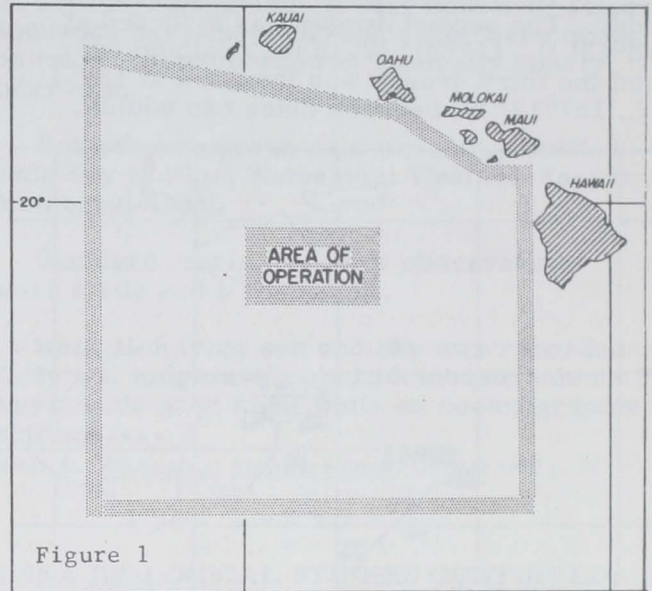 KAUAI
OAHU
MOLOKAI
MAUI
HAWAII
20°
AREA OF
OPERATION
Figure 1